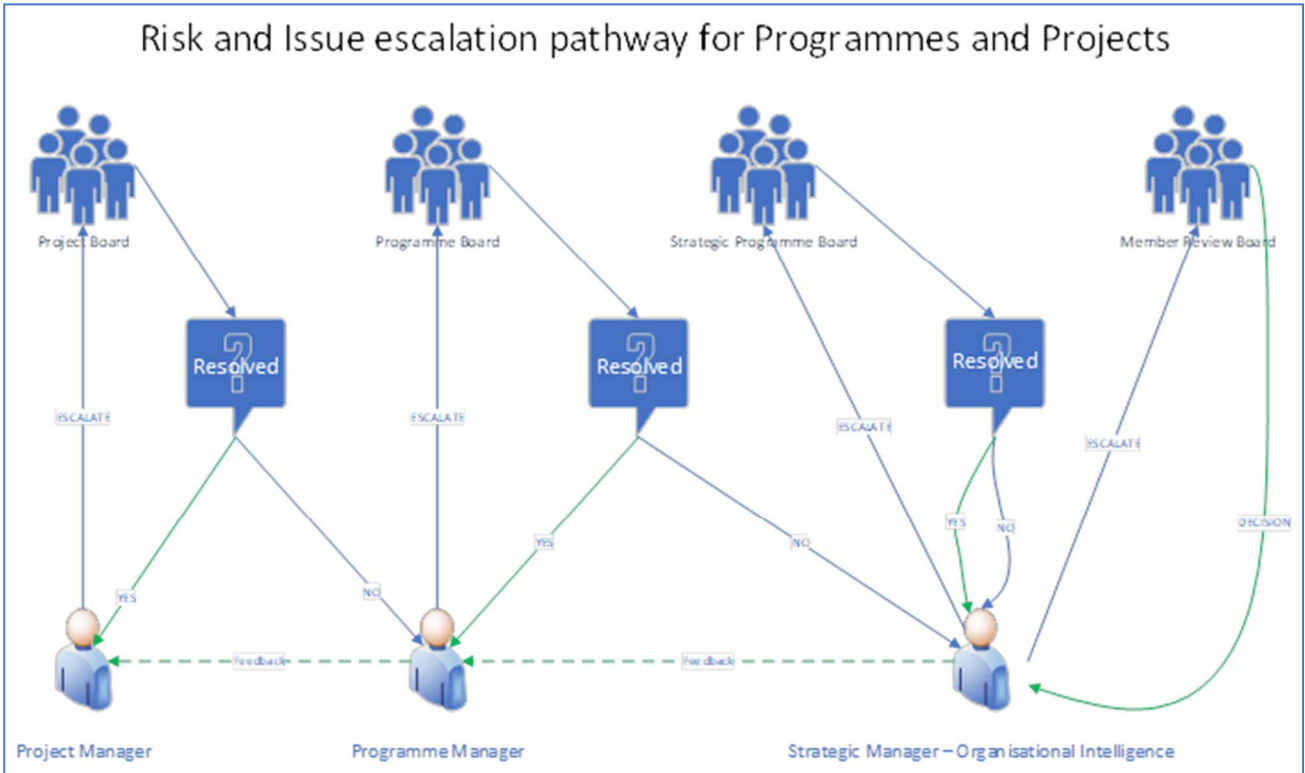 Risk and Issue escalation pathway for Programmes and Projects
Project Board
Programme Board
Strategic Programme Board
Member Review Board
Resolved
Resolved
Resolved
ESCALATE
ESCALATE
ESCALATE
ESCALATE
YES
NO
YES
NO
YES
NO
DECISION
Feedback
Feedback
Project Manager
Programme Manager
Strategic Manager – Organisational Intelligence